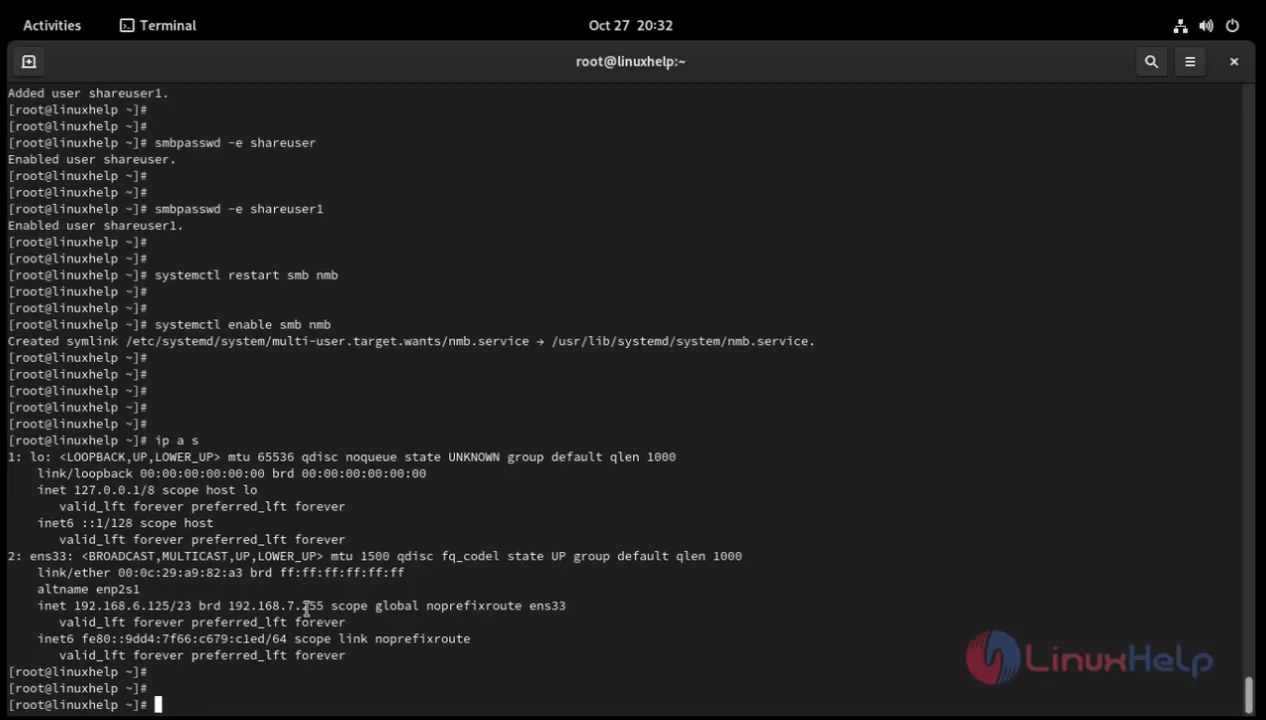 Activities
Terminal
Oct 27 20:32
root@linuxhelp:~
Added user shareuser1.
[root@linuxhelp ~]#
[root@linuxhelp ~]#
[root@linuxhelp ~]# smbpasswd -e shareuser
Enabled user shareuser.
[root@linuxhelp ~]#
[root@linuxhelp ~]#
[root@linuxhelp ~]# smbpasswd -e shareuser1
Enabled user shareuser1.
[root@linuxhelp ~]#
[root@linuxhelp ~]#
[root@linuxhelp ~]# systemctl restart smb nmb
[root@linuxhelp ~]#
[root@linuxhelp ~]#
[root@linuxhelp ~]# systemctl enable smb nmb
Created symlink /etc/systemd/system/multi-user.target.wants/nmb.service → /usr/lib/systemd/system/nmb.service.
[root@linuxhelp ~]#
[root@linuxhelp ~]#
[root@linuxhelp ~]#
[root@linuxhelp ~]#
[root@linuxhelp ~]#
[root@linuxhelp ~]# ip a s
1: lo: <LOOPBACK,UP,LOWER_UP> mtu 65536 qdisc noqueue state UNKNOWN group default qlen 1000
    link/loopback 00:00:00:00:00:00 brd 00:00:00:00:00:00
    inet 127.0.0.1/8 scope host lo
       valid_lft forever preferred_lft forever
    inet6 ::1/128 scope host
       valid_lft forever preferred_lft forever
2: ens33: <BROADCAST,MULTICAST,UP,LOWER_UP> mtu 1500 qdisc fq_codel state UP group default qlen 1000
    link/ether 00:0c:29:a9:82:a3 brd ff:ff:ff:ff:ff:ff
    altname enp2s1
    inet 192.168.6.125/23 brd 192.168.7.255 scope global noprefixroute ens33
       valid_lft forever preferred_lft forever
    inet6 fe80::9dd4:7f66:c679:c1ed/64 scope link noprefixroute
       valid_lft forever preferred_lft forever
[root@linuxhelp ~]#
[root@linuxhelp ~]#
[root@linuxhelp ~]#
LinuxHelp